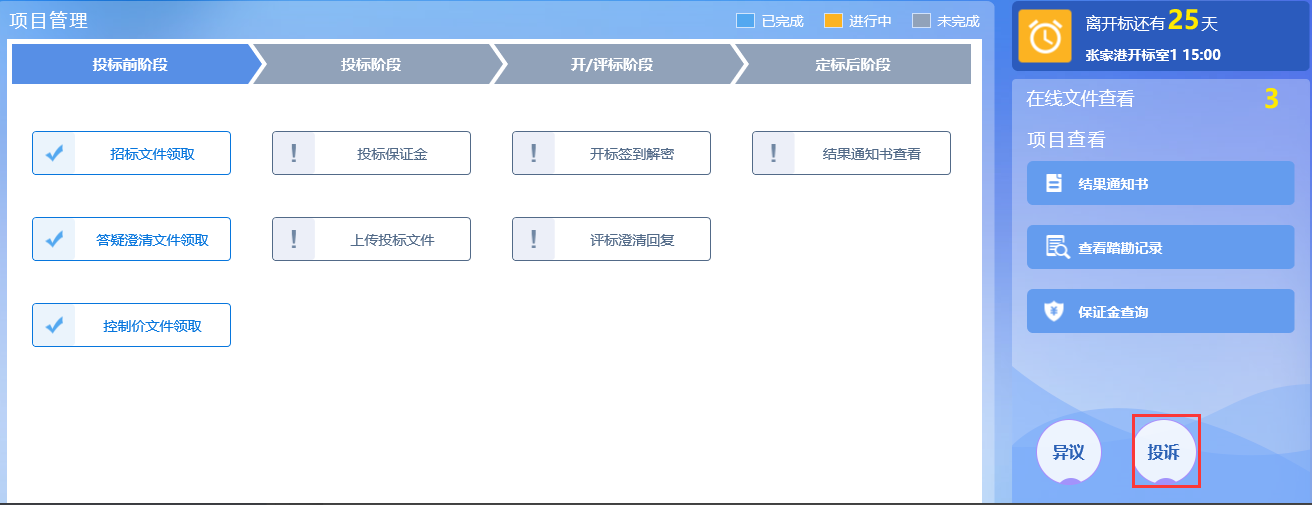 项目管理
已完成 进行中 未完成
投标前阶段 投标阶段 开/评标阶段 定标后阶段
招标文件领取 投标保证金 开标签到解密 结果通知书查看
答疑澄清文件领取 上传投标文件 评标澄清回复
控制价文件领取
离开标还有25天
张家港开标室1 15:00
在线文件查看 3
项目查看
结果通知书
查看踏勘记录
保证金查询
异议 投诉